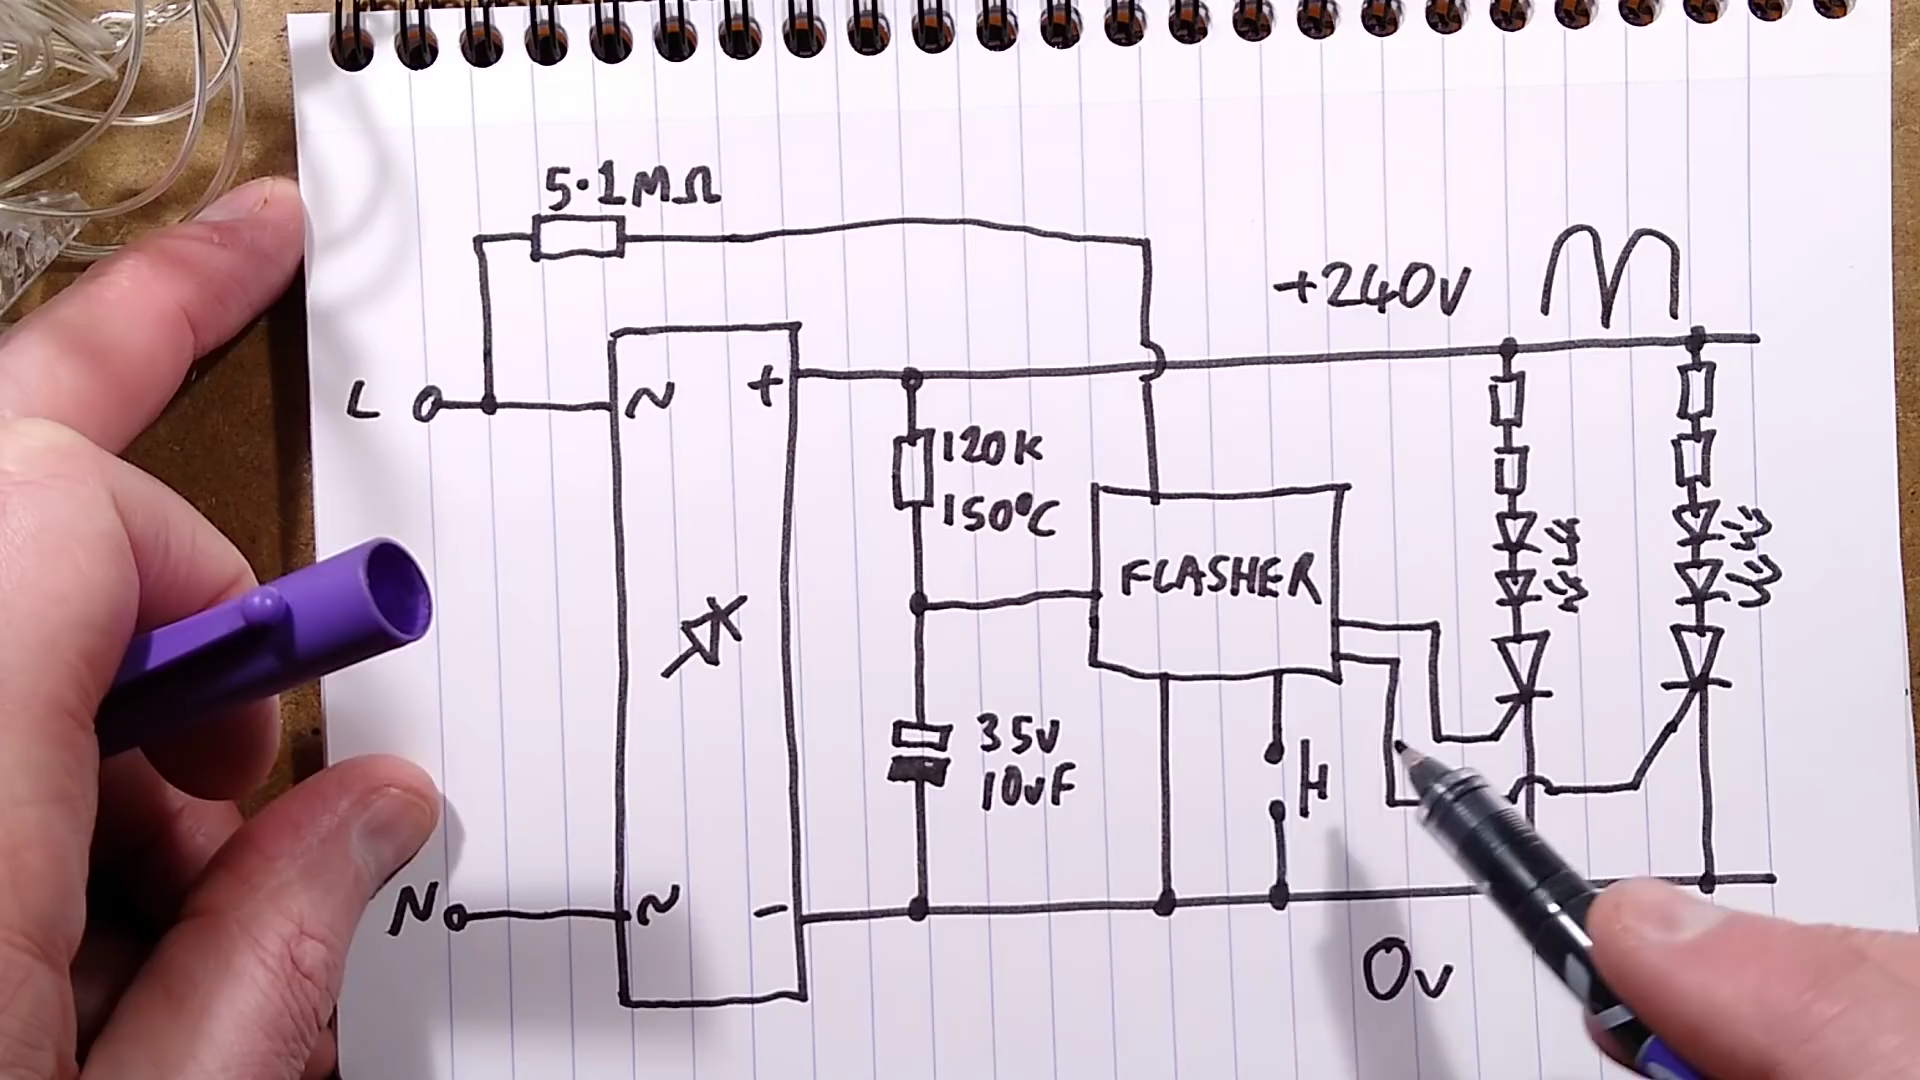 5.1MΩ
+240V
L
~
+
120K
150°C
FLASHER
35V
10uF
N
~
-
0V